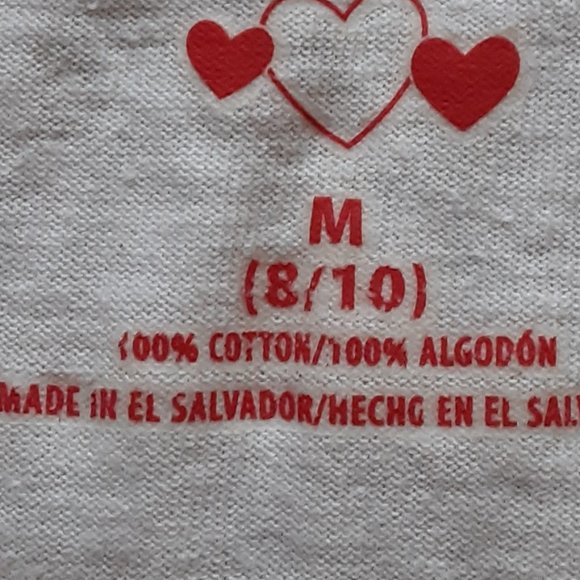 M
(8/10)
100% COTTON/100% ALGODÓN
MADE IN EL SALVADOR/HECHO EN EL